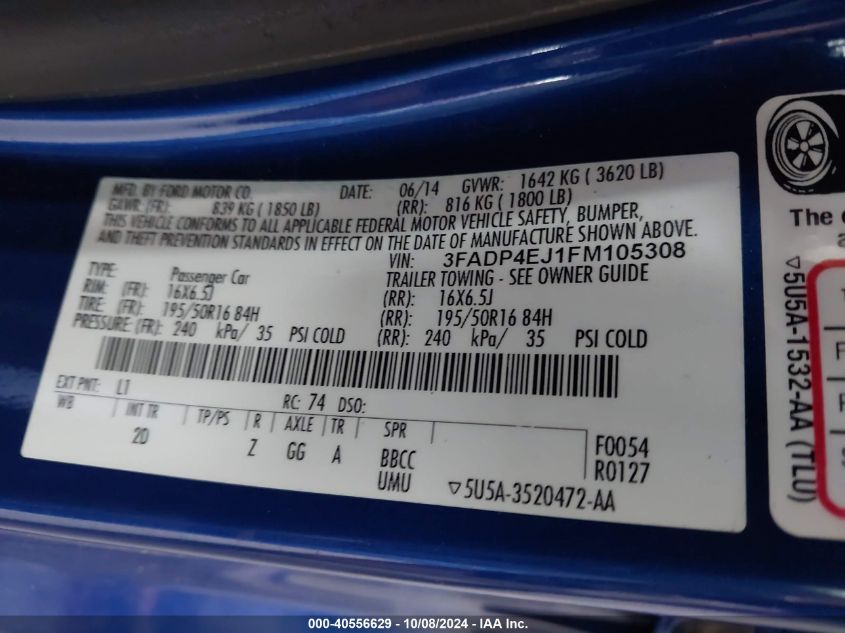 MFD. BY FORD MOTOR CO. DATE: 06/14 GVWR: 1642 KG ( 3620 LB)
GAWR: (FR): 839 KG ( 1850 LB) (RR): 816 KG ( 1800 LB)
THIS VEHICLE CONFORMS TO ALL APPLICABLE FEDERAL MOTOR VEHICLE SAFETY, BUMPER,
AND THEFT PREVENTION STANDARDS IN EFFECT ON THE DATE OF MANUFACTURE SHOWN ABOVE.
VIN: 3FADP4EJ1FM105308
TYPE: Passenger Car TRAILER TOWING - SEE OWNER GUIDE
RIM: (FR): 16X6.5J (RR): 16X6.5J
TIRE: (FR): 195/50R16 84H (RR): 195/50R16 84H
PRESSURE: (FR): 240 kPa/ 35 PSI COLD (RR): 240 kPa/ 35 PSI COLD
EXT PNT: L1 RC: 74 DSO:
WB INT TR TP/PS R AXLE TR SPR
2D Z GG A BBCC
UMU
F0054
R0127
▽5U5A-3520472-AA
The
▽5U5A-1532-AA (TLU)
000-40556629 - 10/08/2024 - IAA Inc.